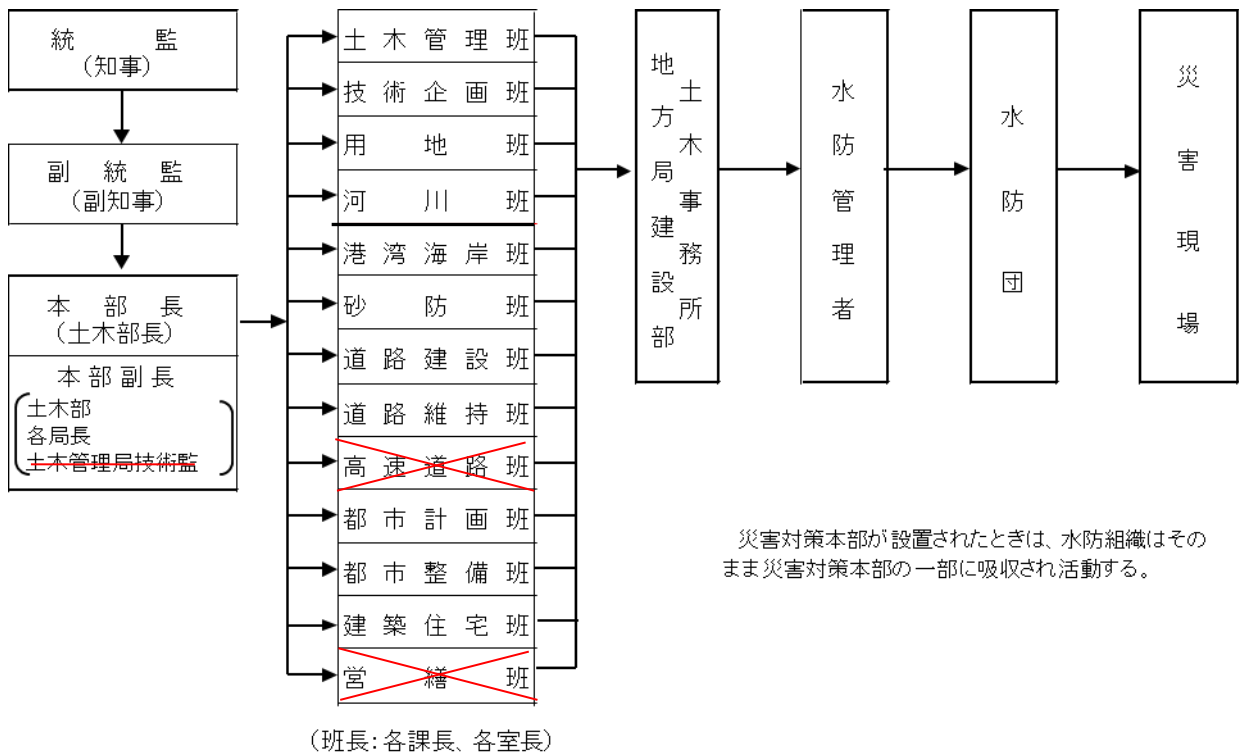 統監
(知事)
副統監
(副知事)
本部長
(土木部長)
本部副長
土木部
各局長
土木管理局技術監
土木管理班
技術企画班
用地班
河川班
港湾海岸班
砂防班
道路建設班
道路維持班
高速道路班
都市計画班
都市整備班
建築住宅班
営繕班
(班長:各課長、各室長)
地方局建設部
土木事務所
水防管理者
水防団
災害現場
災害対策本部が設置されたときは、水防組織はその
まま災害対策本部の一部に吸収され活動する。